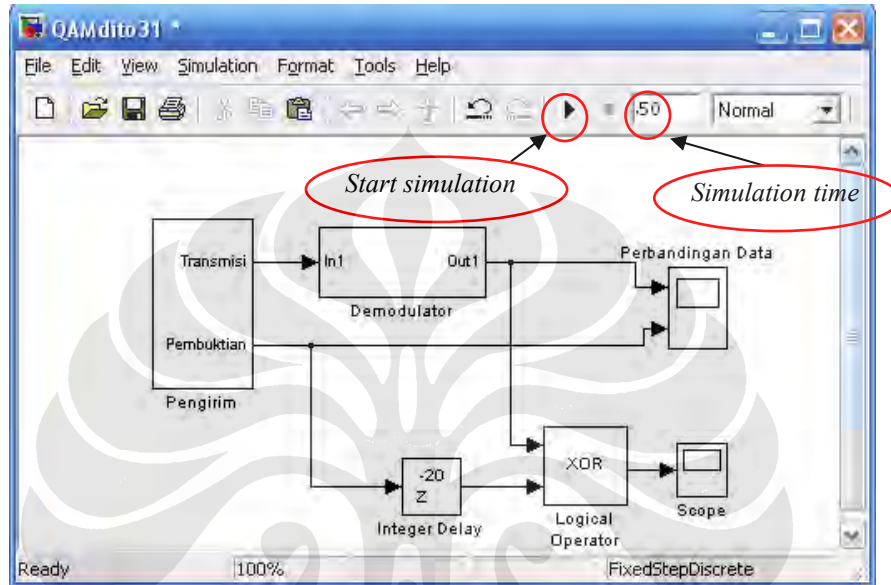 QAMdito31 *
File Edit View Simulation Format Tools Help
50 Normal
Start simulation
Simulation time
Transmisi
In1 Out1
Perbandingan Data
Demodulator
Pembuktian
Pengirim
-20
Z
XOR
Integer Delay
Logical
Operator
Scope
Ready 100% FixedStepDiscrete